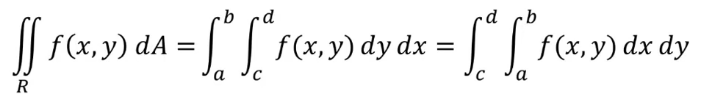 ∬_R f(x, y) dA = ∫_a^b ∫_c^d f(x, y) dy dx = ∫_c^d ∫_a^b f(x, y) dx dy